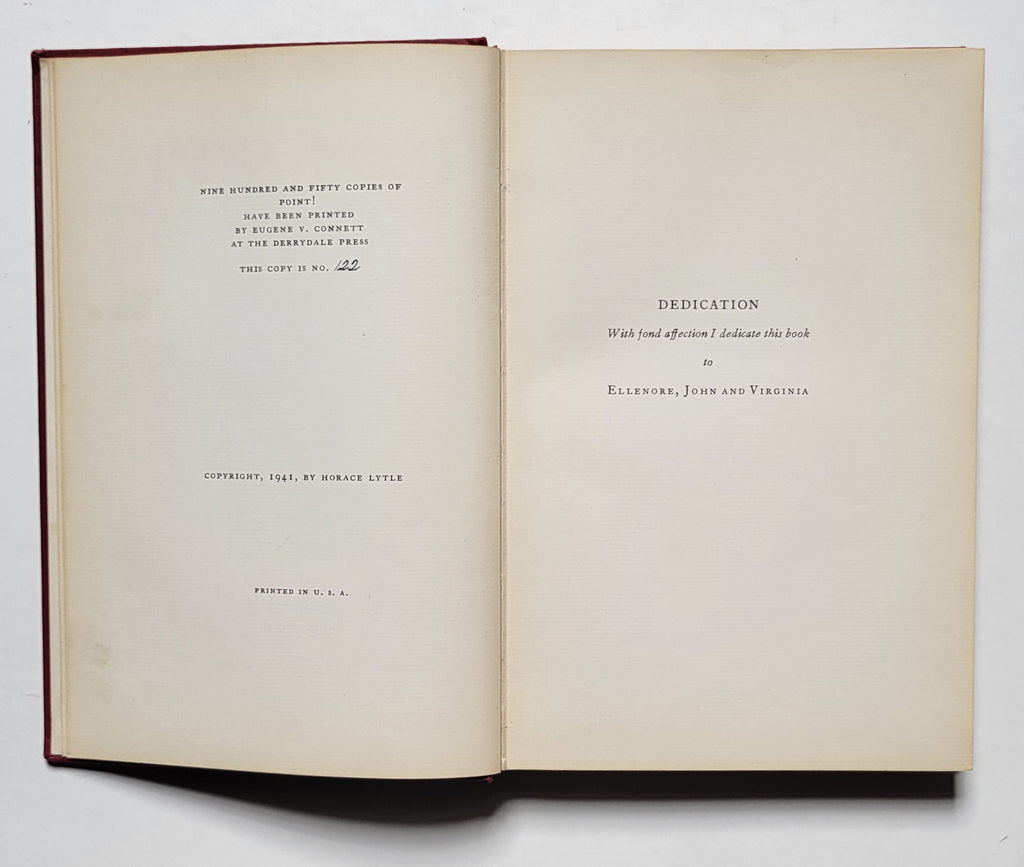 NINE HUNDRED AND FIFTY COPIES OF
POINT!
HAVE BEEN PRINTED
BY EUGENE V. CONNETT
AT THE DERRYDALE PRESS
THIS COPY IS NO. 122
COPYRIGHT, 1941, BY HORACE LYTLE
PRINTED IN U. S. A.
DEDICATION
With fond affection I dedicate this book
to
ELLENORE, JOHN AND VIRGINIA